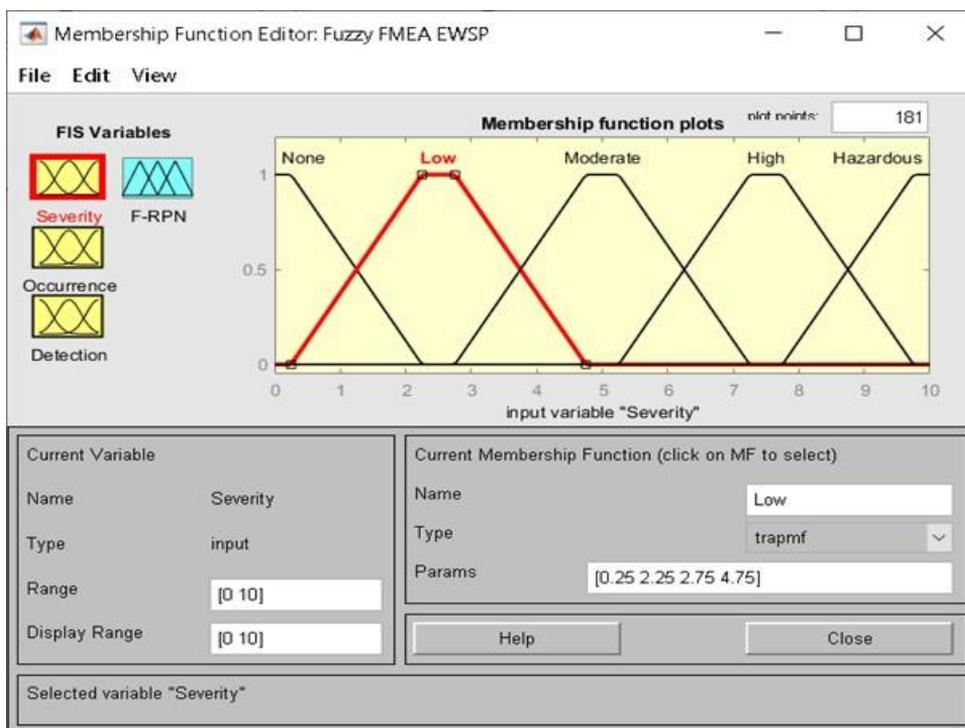 Membership Function Editor: Fuzzy FMEA EWSP
File Edit View
FIS Variables
Severity
F-RPN
Occurrence
Detection
Membership function plots
plot points:
181
None
Low
Moderate
High
Hazardous
1
0.5
0
0 1 2 3 4 5 6 7 8 9 10
input variable "Severity"
Current Variable
Name Severity
Type input
Range [0 10]
Display Range [0 10]
Current Membership Function (click on MF to select)
Name Low
Type trapmf
Params [0.25 2.25 2.75 4.75]
Help
Close
Selected variable "Severity"